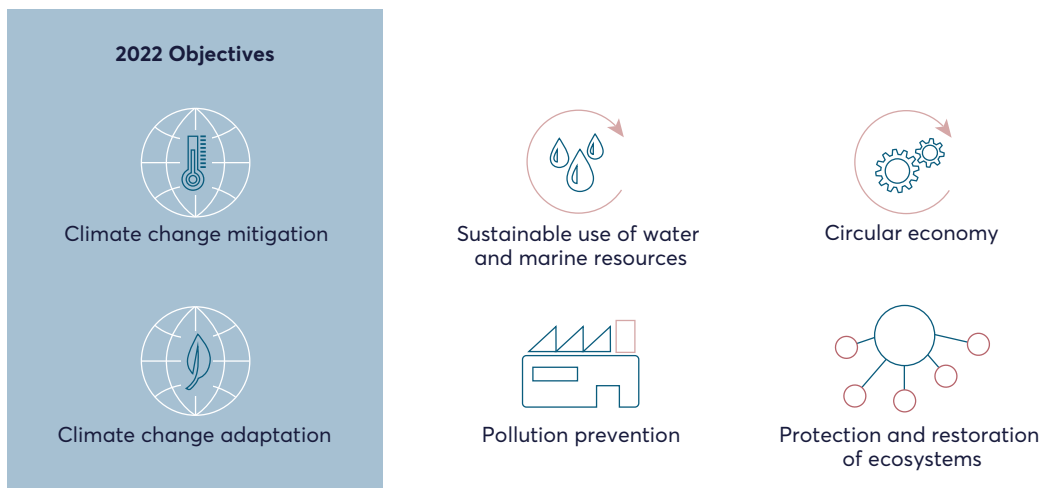 2022 Objectives
Climate change mitigation
Sustainable use of water
and marine resources
Circular economy
Climate change adaptation
Pollution prevention
Protection and restoration
of ecosystems